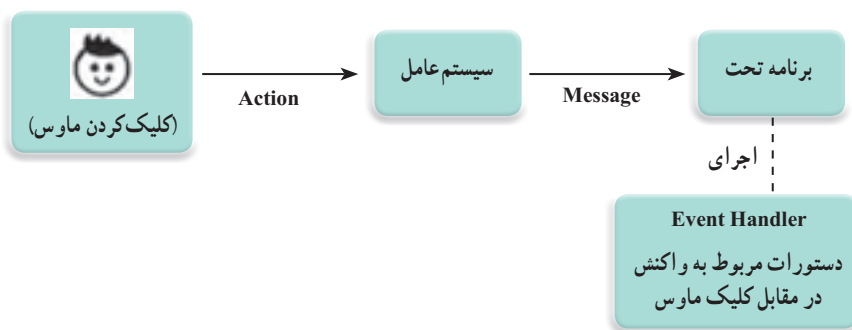 (کلیک‌کردن ماوس)
Action
سیستم‌عامل
Message
برنامه تحت
اجرای
Event Handler
دستورات مربوط به واکنش
در مقابل کلیک ماوس